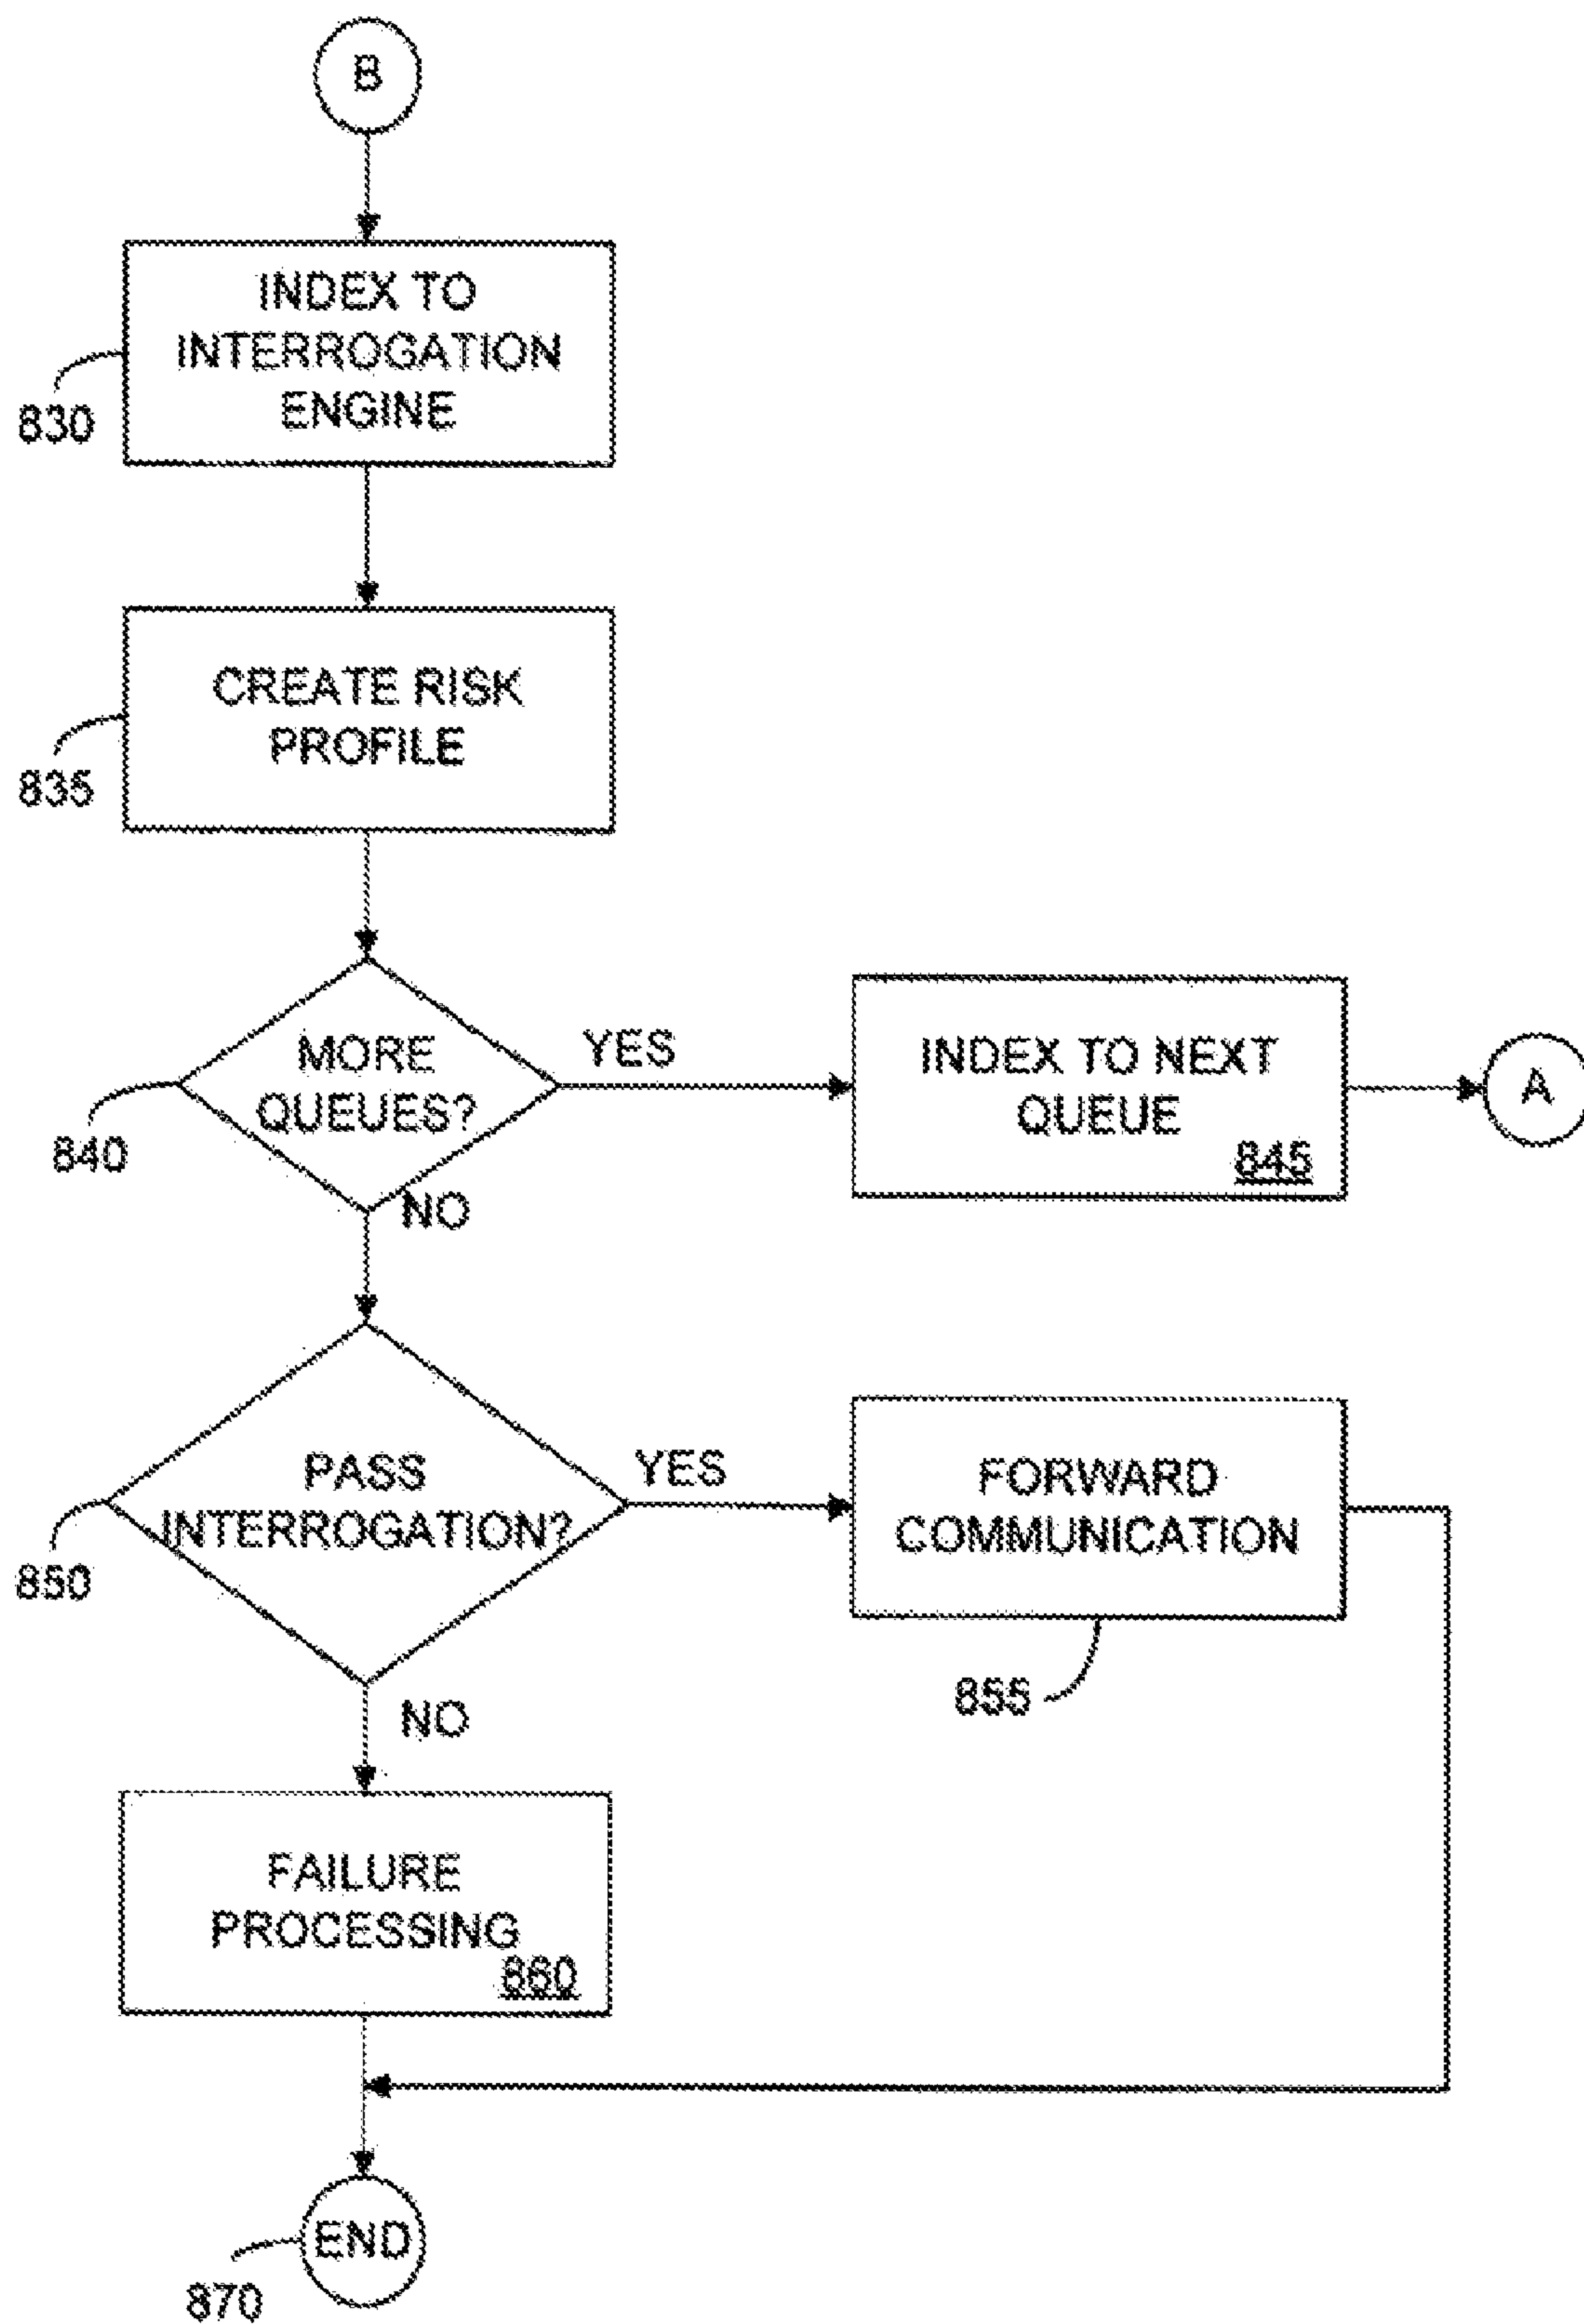 B
INDEX TO
INTERROGATION
ENGINE
830
CREATE RISK
PROFILE
835
MORE
QUEUES?
840
YES
INDEX TO NEXT
QUEUE
845
A
NO
PASS
INTERROGATION?
850
YES
FORWARD
COMMUNICATION
855
NO
FAILURE
PROCESSING
860
END
870